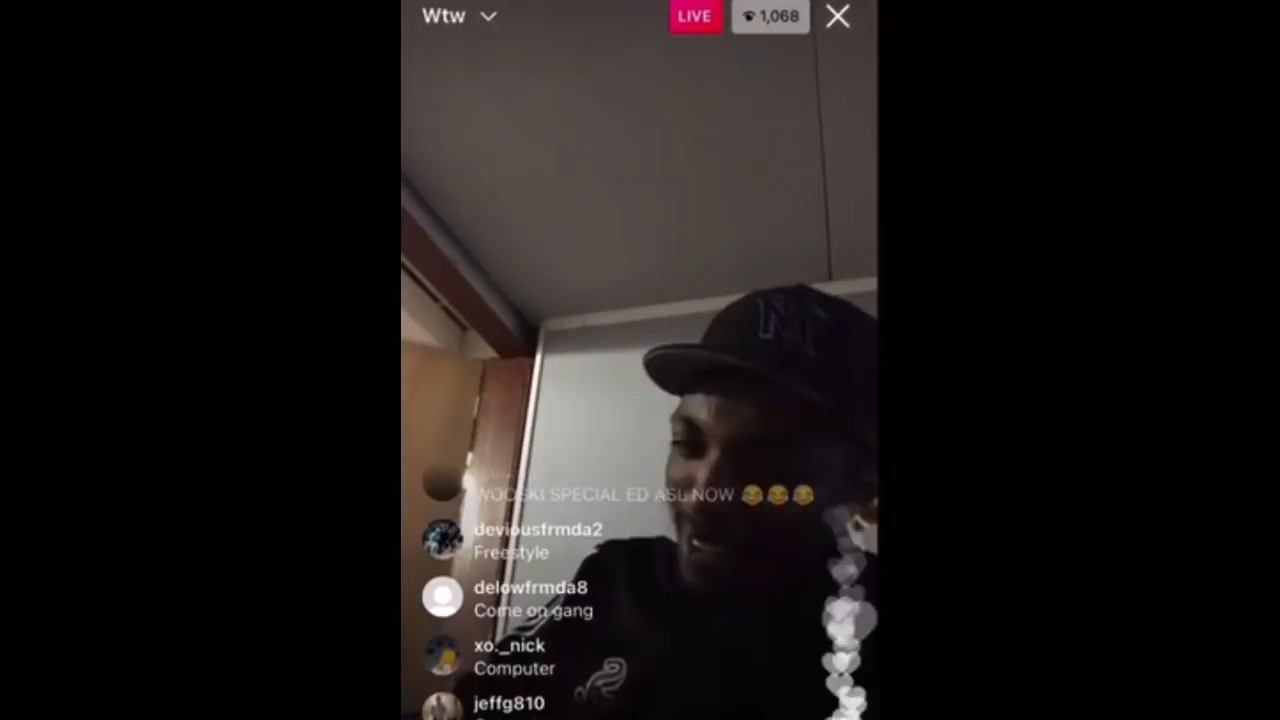 Wtw
LIVE
1,068
WOOSKI SPECIAL ED ASL NOW 😂😂😂
deviousfrmda2
Freestyle
delowfrmda8
Come on gang
xo._nick
Computer
jeffg810